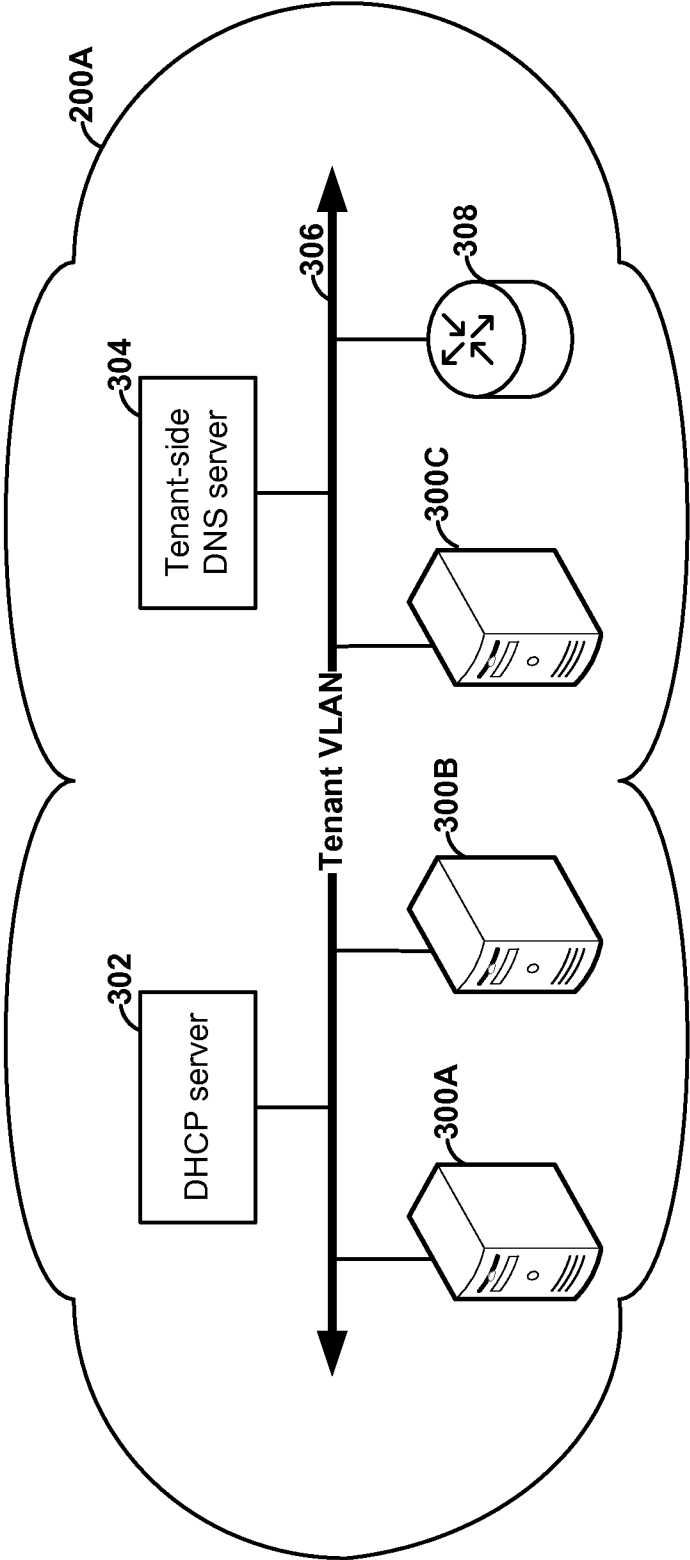 200A
DHCP server
302
Tenant-side
DNS server
304
Tenant VLAN
306
300A
300B
300C
308